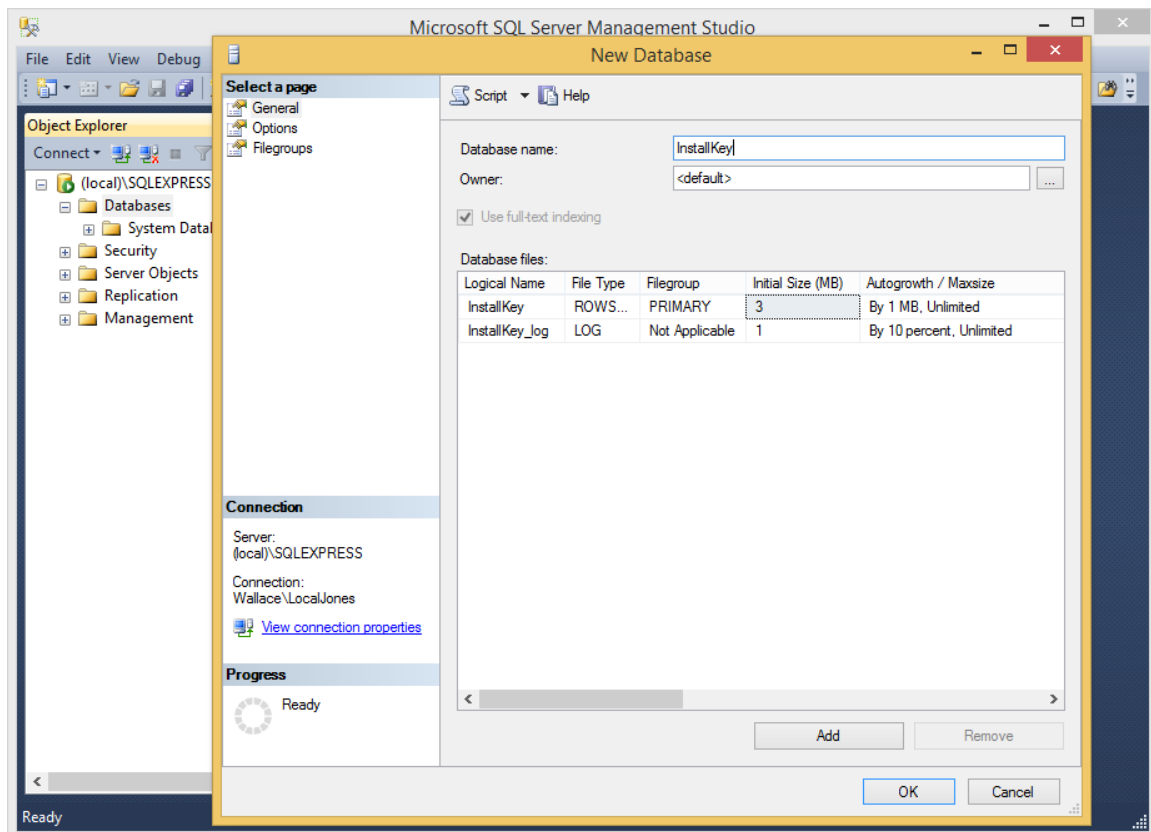 Microsoft SQL Server Management Studio
File Edit View Debug
New Database
Object Explorer
Connect
(local)\SQLEXPRESS
Databases
Security
Server Objects
Replication
Management
Select a page
General
Options
Filegroups
Script Help
Database name: InstallKey
Owner: <default> ...
Use full-text indexing
Database files:
Logical Name File Type Filegroup Initial Size (MB) Autogrowth / Maxsize
InstallKey ROWS... PRIMARY 3 By 1 MB, Unlimited
InstallKey_log LOG Not Applicable 1 By 10 percent, Unlimited
Connection
Server:
(local)\SQLEXPRESS
Connection:
Wallace\LocalJones
View connection properties
Progress
Ready
Add Remove
OK Cancel
Ready